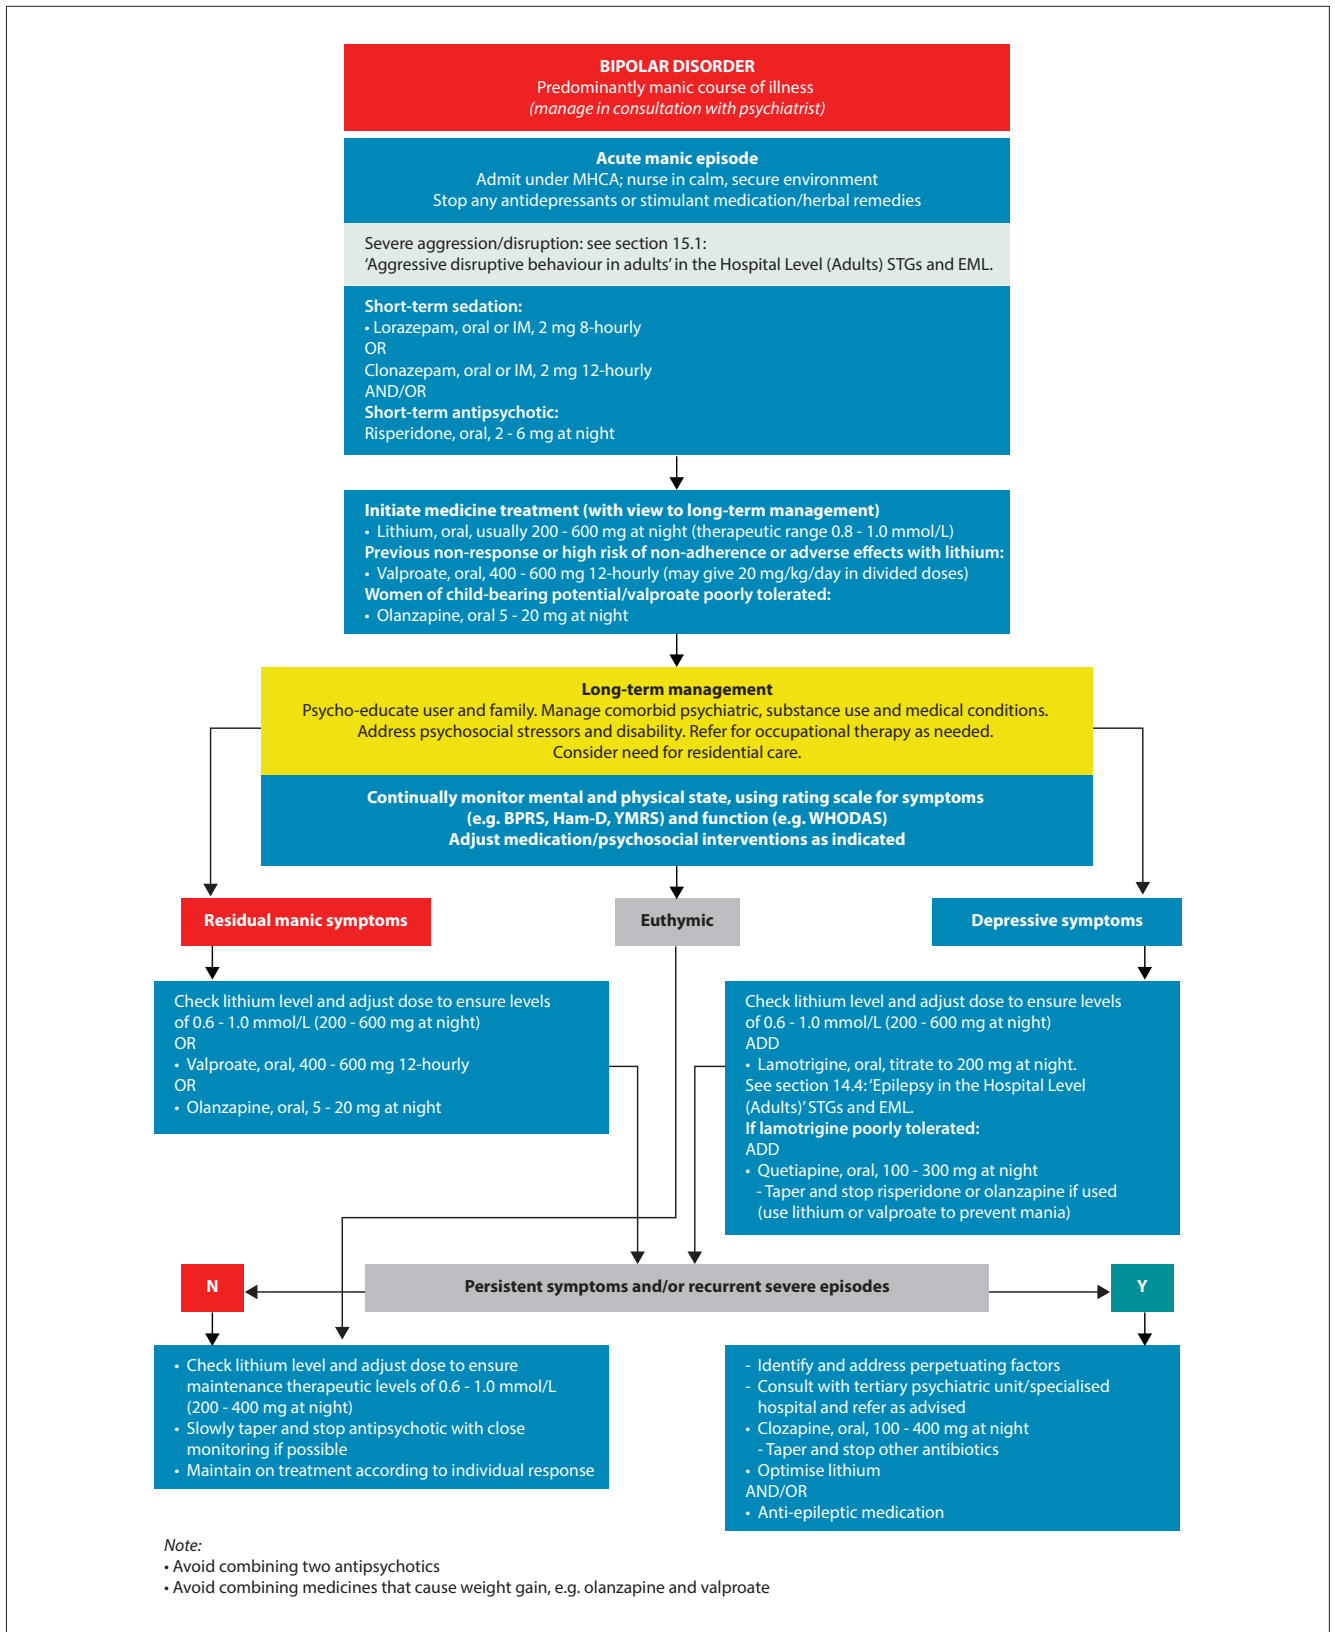 BIPOLAR DISORDER
Predominantly manic course of illness
(manage in consultation with psychiatrist)
Acute manic episode
Admit under MHCA; nurse in calm, secure environment
Stop any antidepressants or stimulant medication/herbal remedies
Severe aggression/disruption: see section 15.1:
‘Aggressive disruptive behaviour in adults’ in the Hospital Level (Adults) STGs and EML.
Short-term sedation:
• Lorazepam, oral or IM, 2 mg 8-hourly
OR
Clonazepam, oral or IM, 2 mg 12-hourly
AND/OR
Short-term antipsychotic:
Risperidone, oral, 2 - 6 mg at night
Initiate medicine treatment (with view to long-term management)
• Lithium, oral, usually 200 - 600 mg at night (therapeutic range 0.8 - 1.0 mmol/L)
Previous non-response or high risk of non-adherence or adverse effects with lithium:
• Valproate, oral, 400 - 600 mg 12-hourly (may give 20 mg/kg/day in divided doses)
Women of child-bearing potential/valproate poorly tolerated:
• Olanzapine, oral 5 - 20 mg at night
Long-term management
Psycho-educate user and family. Manage comorbid psychiatric, substance use and medical conditions.
Address psychosocial stressors and disability. Refer for occupational therapy as needed.
Consider need for residential care.
Continually monitor mental and physical state, using rating scale for symptoms
(e.g. BPRS, Ham-D, YMRS) and function (e.g. WHODAS)
Adjust medication/psychosocial interventions as indicated
Residual manic symptoms
Euthymic
Depressive symptoms
Check lithium level and adjust dose to ensure levels
of 0.6 - 1.0 mmol/L (200 - 600 mg at night)
OR
• Valproate, oral, 400 - 600 mg 12-hourly
OR
• Olanzapine, oral, 5 - 20 mg at night
Check lithium level and adjust dose to ensure levels
of 0.6 - 1.0 mmol/L (200 - 600 mg at night)
ADD
• Lamotrigine, oral, titrate to 200 mg at night.
See section 14.4: ‘Epilepsy in the Hospital Level
(Adults)’ STGs and EML.
If lamotrigine poorly tolerated:
ADD
• Quetiapine, oral, 100 - 300 mg at night
- Taper and stop risperidone or olanzapine if used
(use lithium or valproate to prevent mania)
N
Persistent symptoms and/or recurrent severe episodes
Y
• Check lithium level and adjust dose to ensure
maintenance therapeutic levels of 0.6 - 1.0 mmol/L
(200 - 400 mg at night)
• Slowly taper and stop antipsychotic with close
monitoring if possible
• Maintain on treatment according to individual response
- Identify and address perpetuating factors
- Consult with tertiary psychiatric unit/specialised
hospital and refer as advised
• Clozapine, oral, 100 - 400 mg at night
- Taper and stop other antibiotics
• Optimise lithium
AND/OR
• Anti-epileptic medication
Note:
• Avoid combining two antipsychotics
• Avoid combining medicines that cause weight gain, e.g. olanzapine and valproate